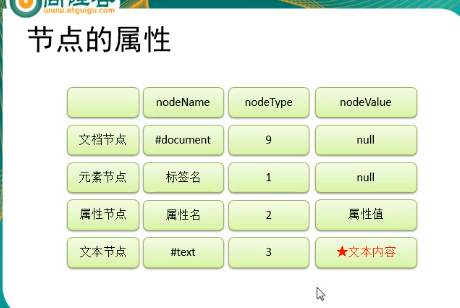 尚硅谷
www.atguigu.com
节点的属性
nodeName nodeType nodeValue
文档节点 #document 9 null
元素节点 标签名 1 null
属性节点 属性名 2 属性值
文本节点 #text 3 ★文本内容